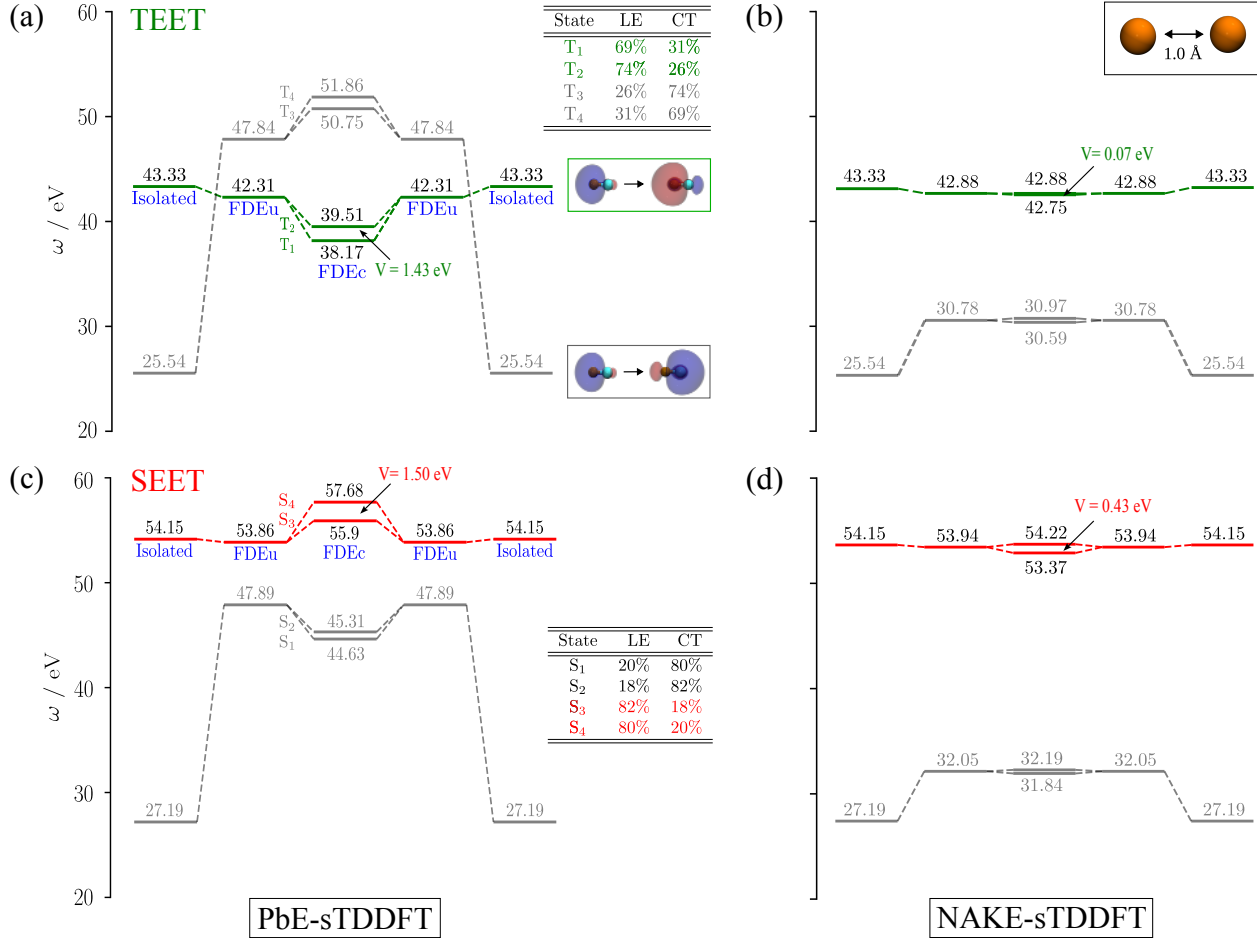 (a)
TEET
60
50
40
30
20
ω / eV
State LE CT
T1 69% 31%
T2 74% 26%
T3 26% 74%
T4 31% 69%
T4
T3
51.86
50.75
47.84
47.84
43.33
Isolated
42.31
FDEu
T2
T1
39.51
38.17
FDEc
V = 1.43 eV
42.31
FDEu
43.33
Isolated
25.54
25.54
(b)
1.0 Å
V= 0.07 eV
43.33
42.88
42.88
42.75
42.88
43.33
30.78
30.97
30.59
30.78
25.54
25.54
(c)
SEET
60
50
40
30
20
ω / eV
V= 1.50 eV
S4
S3
57.68
54.15
Isolated
53.86
FDEu
55.9
FDEc
53.86
FDEu
54.15
Isolated
47.89
47.89
S2
S1
45.31
44.63
27.19
27.19
State LE CT
S1 20% 80%
S2 18% 82%
S3 82% 18%
S4 80% 20%
PbE-sTDDFT
(d)
V= 0.43 eV
54.15
53.94
54.22
53.37
53.94
54.15
32.05
32.19
31.84
32.05
27.19
27.19
NAKE-sTDDFT